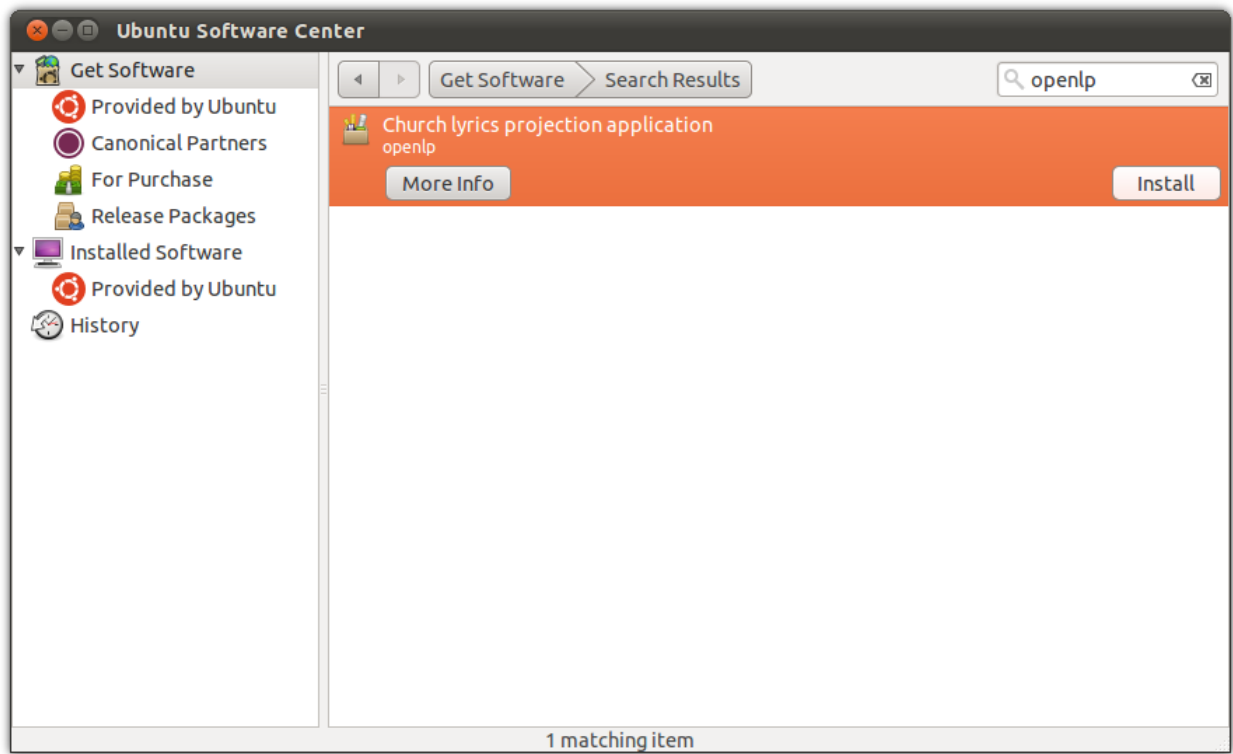 Ubuntu Software Center
Get Software
Provided by Ubuntu
Canonical Partners
For Purchase
Release Packages
Installed Software
Provided by Ubuntu
History
Get Software
Search Results
openlp
Church lyrics projection application
openlp
More Info
Install
1 matching item